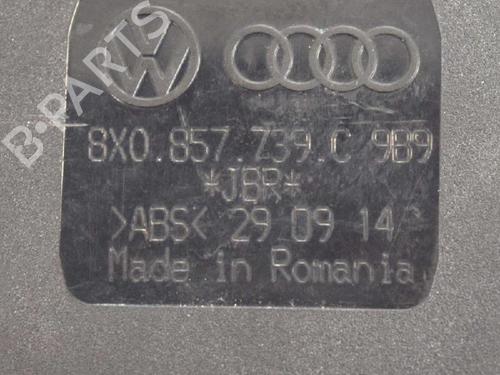 B-PARTS
8X0.857.739.C 9B9
*JBR*
>ABS< 29 09 14
Made in Romania